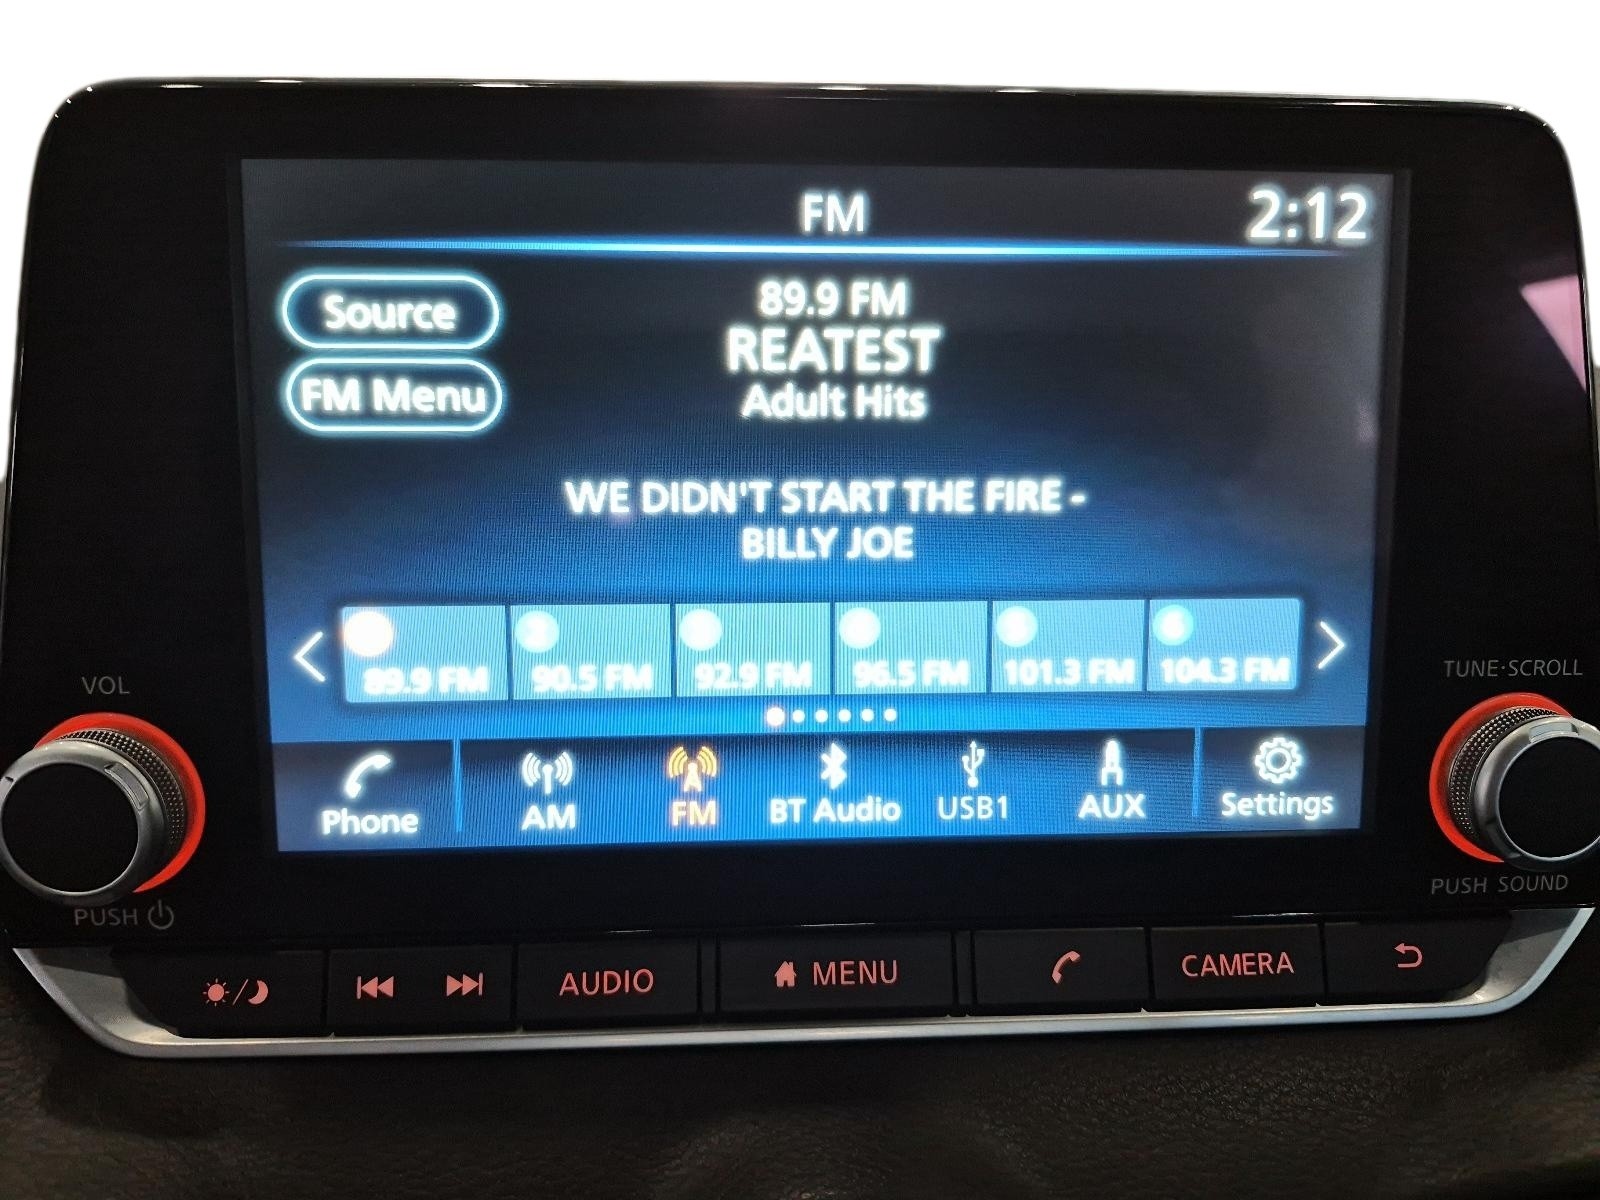 FM
2:12
Source
89.9 FM
REATEST
FM Menu
Adult Hits
WE DIDN'T START THE FIRE -
BILLY JOE
89.9 FM 90.5 FM 92.9 FM 96.5 FM 101.3 FM 104.3 FM
VOL
TUNE·SCROLL
Phone AM FM BT Audio USB1 AUX Settings
PUSH
PUSH SOUND
AUDIO MENU CAMERA